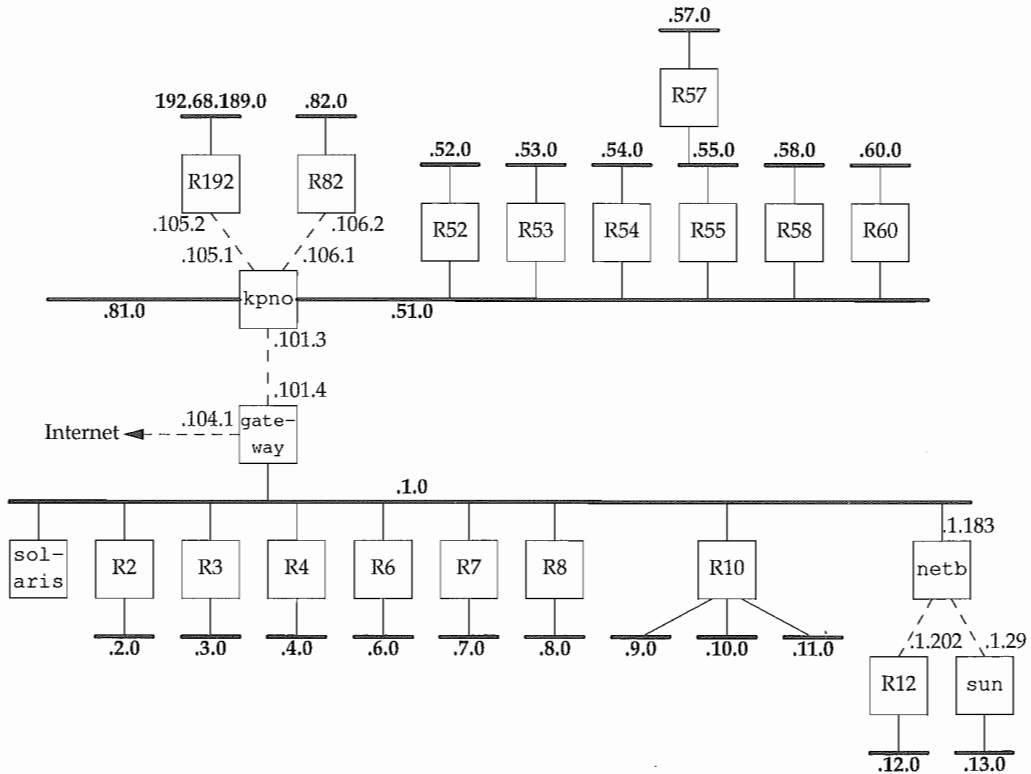 .57.0
R57
192.68.189.0
.82.0
R192
R82
.52.0
.53.0
.54.0
.55.0
.58.0
.60.0
R52
R53
R54
R55
R58
R60
.105.2
.106.2
.105.1
.106.1
kpno
.81.0
.51.0
.101.3
.101.4
.104.1
Internet
gate-
way
.1.0
sol-
aris
R2
R3
R4
R6
R7
R8
R10
.1.183
netb
.2.0
.3.0
.4.0
.6.0
.7.0
.8.0
.9.0
.10.0
.11.0
.1.202
.1.29
R12
sun
.12.0
.13.0